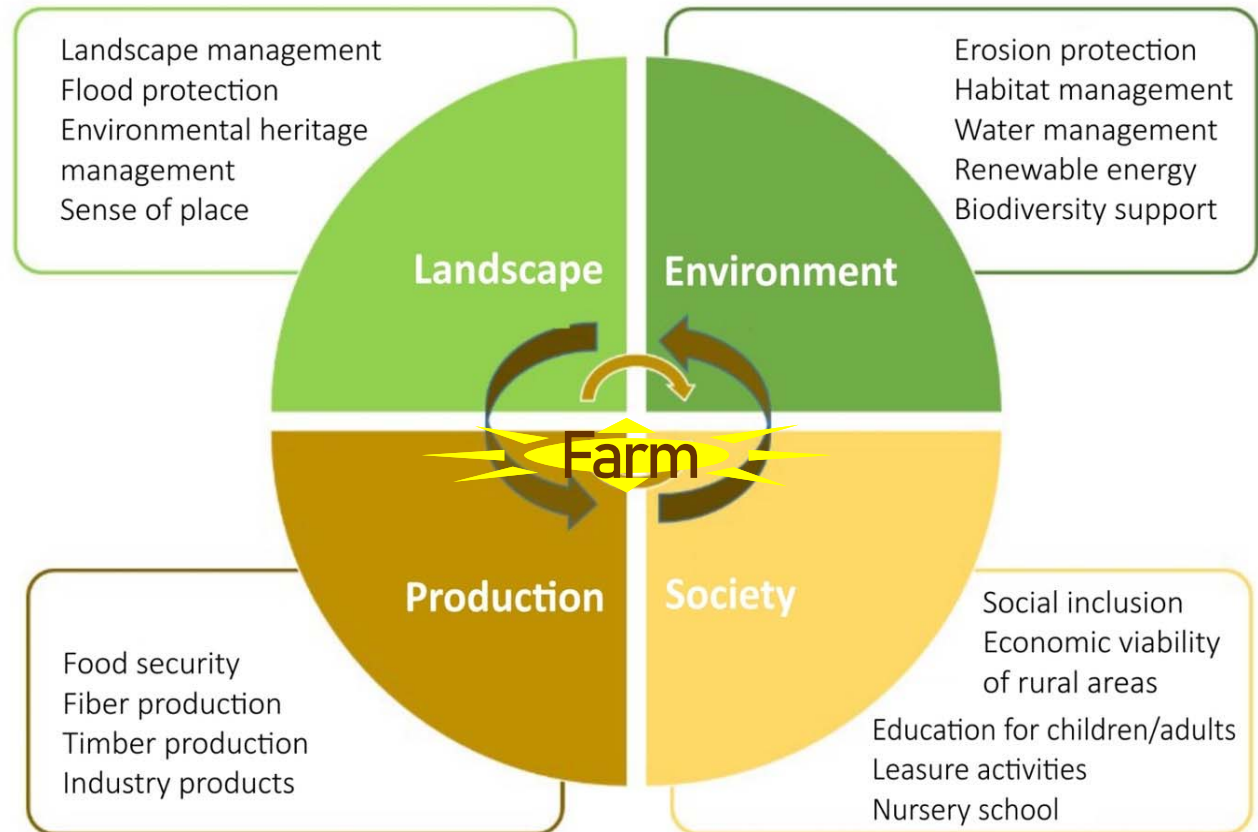 Landscape management
Flood protection
Environmental heritage
management
Sense of place
Erosion protection
Habitat management
Water management
Renewable energy
Biodiversity support
Landscape
Environment
Farm
Production
Society
Food security
Fiber production
Timber production
Industry products
Social inclusion
Economic viability
of rural areas
Education for children/adults
Leasure activities
Nursery school